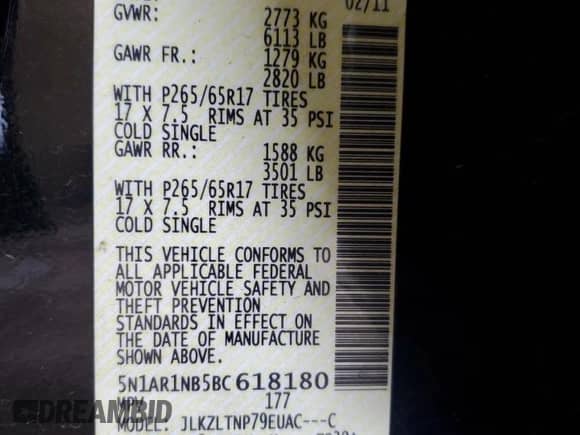 02/11
GVWR: 2773 KG
6113 LB
GAWR FR.: 1279 KG
2820 LB
WITH P265/65R17 TIRES
17 X 7.5 RIMS AT 35 PSI
COLD SINGLE
GAWR RR.: 1588 KG
3501 LB
WITH P265/65R17 TIRES
17 X 7.5 RIMS AT 35 PSI
COLD SINGLE
THIS VEHICLE CONFORMS TO
ALL APPLICABLE FEDERAL
MOTOR VEHICLE SAFETY AND
THEFT PREVENTION
STANDARDS IN EFFECT ON
THE DATE OF MANUFACTURE
SHOWN ABOVE.
5N1AR1NB5BC618180
MPV 177
MODEL: JLKZLTNP79EUAC---C
DREAMBID